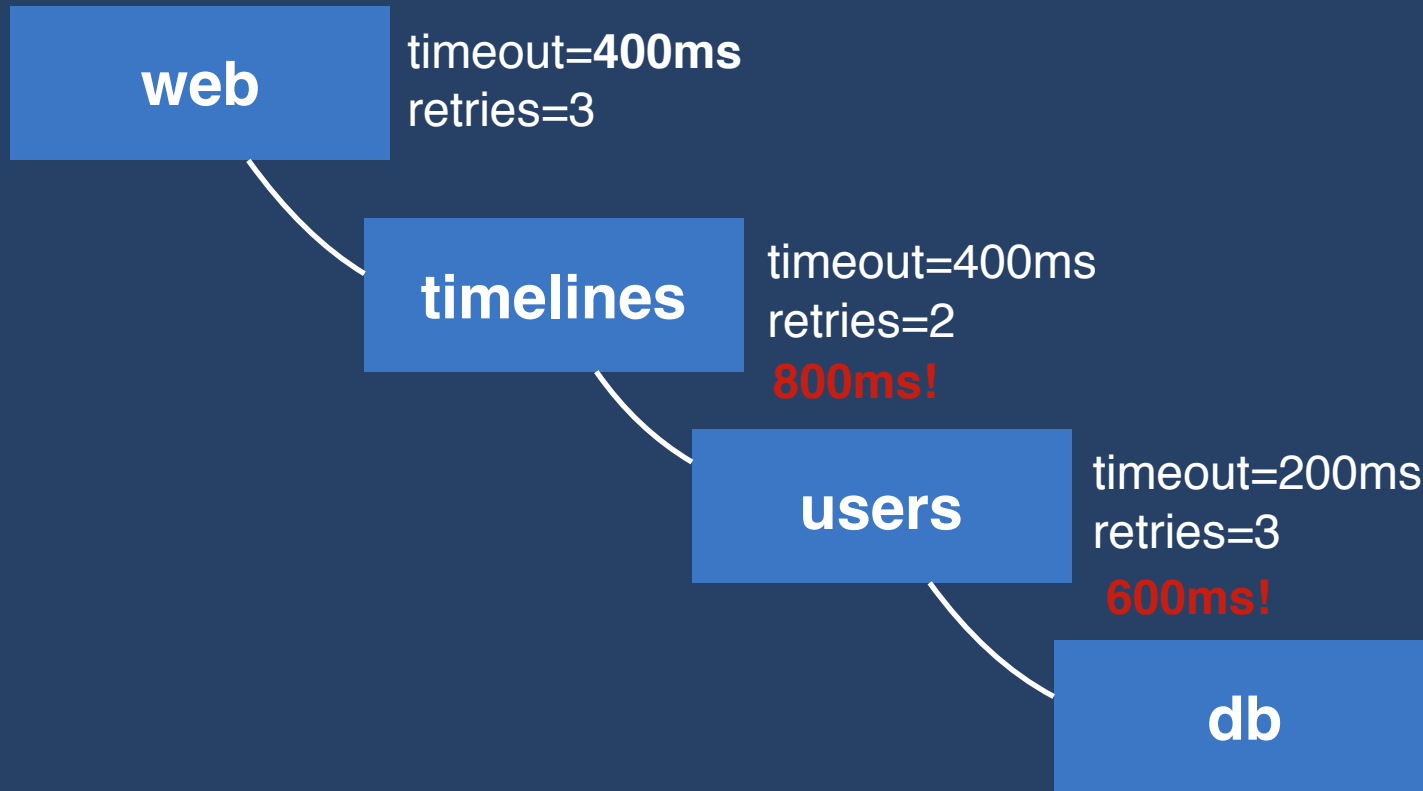 web
timeout=400ms
retries=3
timelines
timeout=400ms
retries=2
800ms!
users
timeout=200ms
retries=3
600ms!
db